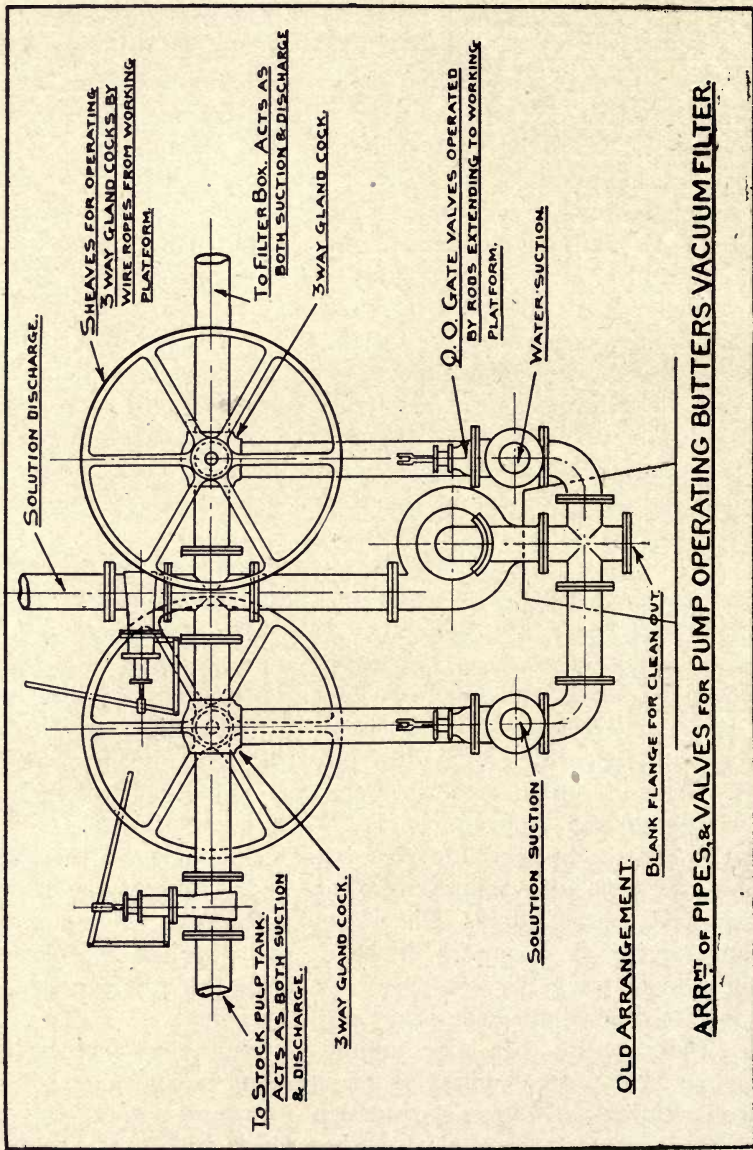 SOLUTION DISCHARGE.
SHEAVES FOR OPERATING
3 WAY GLAND COCKS BY
WIRE ROPES FROM WORKING
PLATFORM.
TO FILTER BOX. ACTS AS
BOTH SUCTION & DISCHARGE
3 WAY GLAND COCK.
TO STOCK PULP TANK.
ACTS AS BOTH SUCTION
& DISCHARGE.
3 WAY GLAND COCK.
Q. O. GATE VALVES OPERATED
BY RODS EXTENDING TO WORKING
PLATFORM.
WATER SUCTION.
SOLUTION SUCTION
OLD ARRANGEMENT.
BLANK FLANGE FOR CLEAN OUT.
ARRMT OF PIPES, & VALVES FOR PUMP OPERATING BUTTERS VACUUM FILTER.